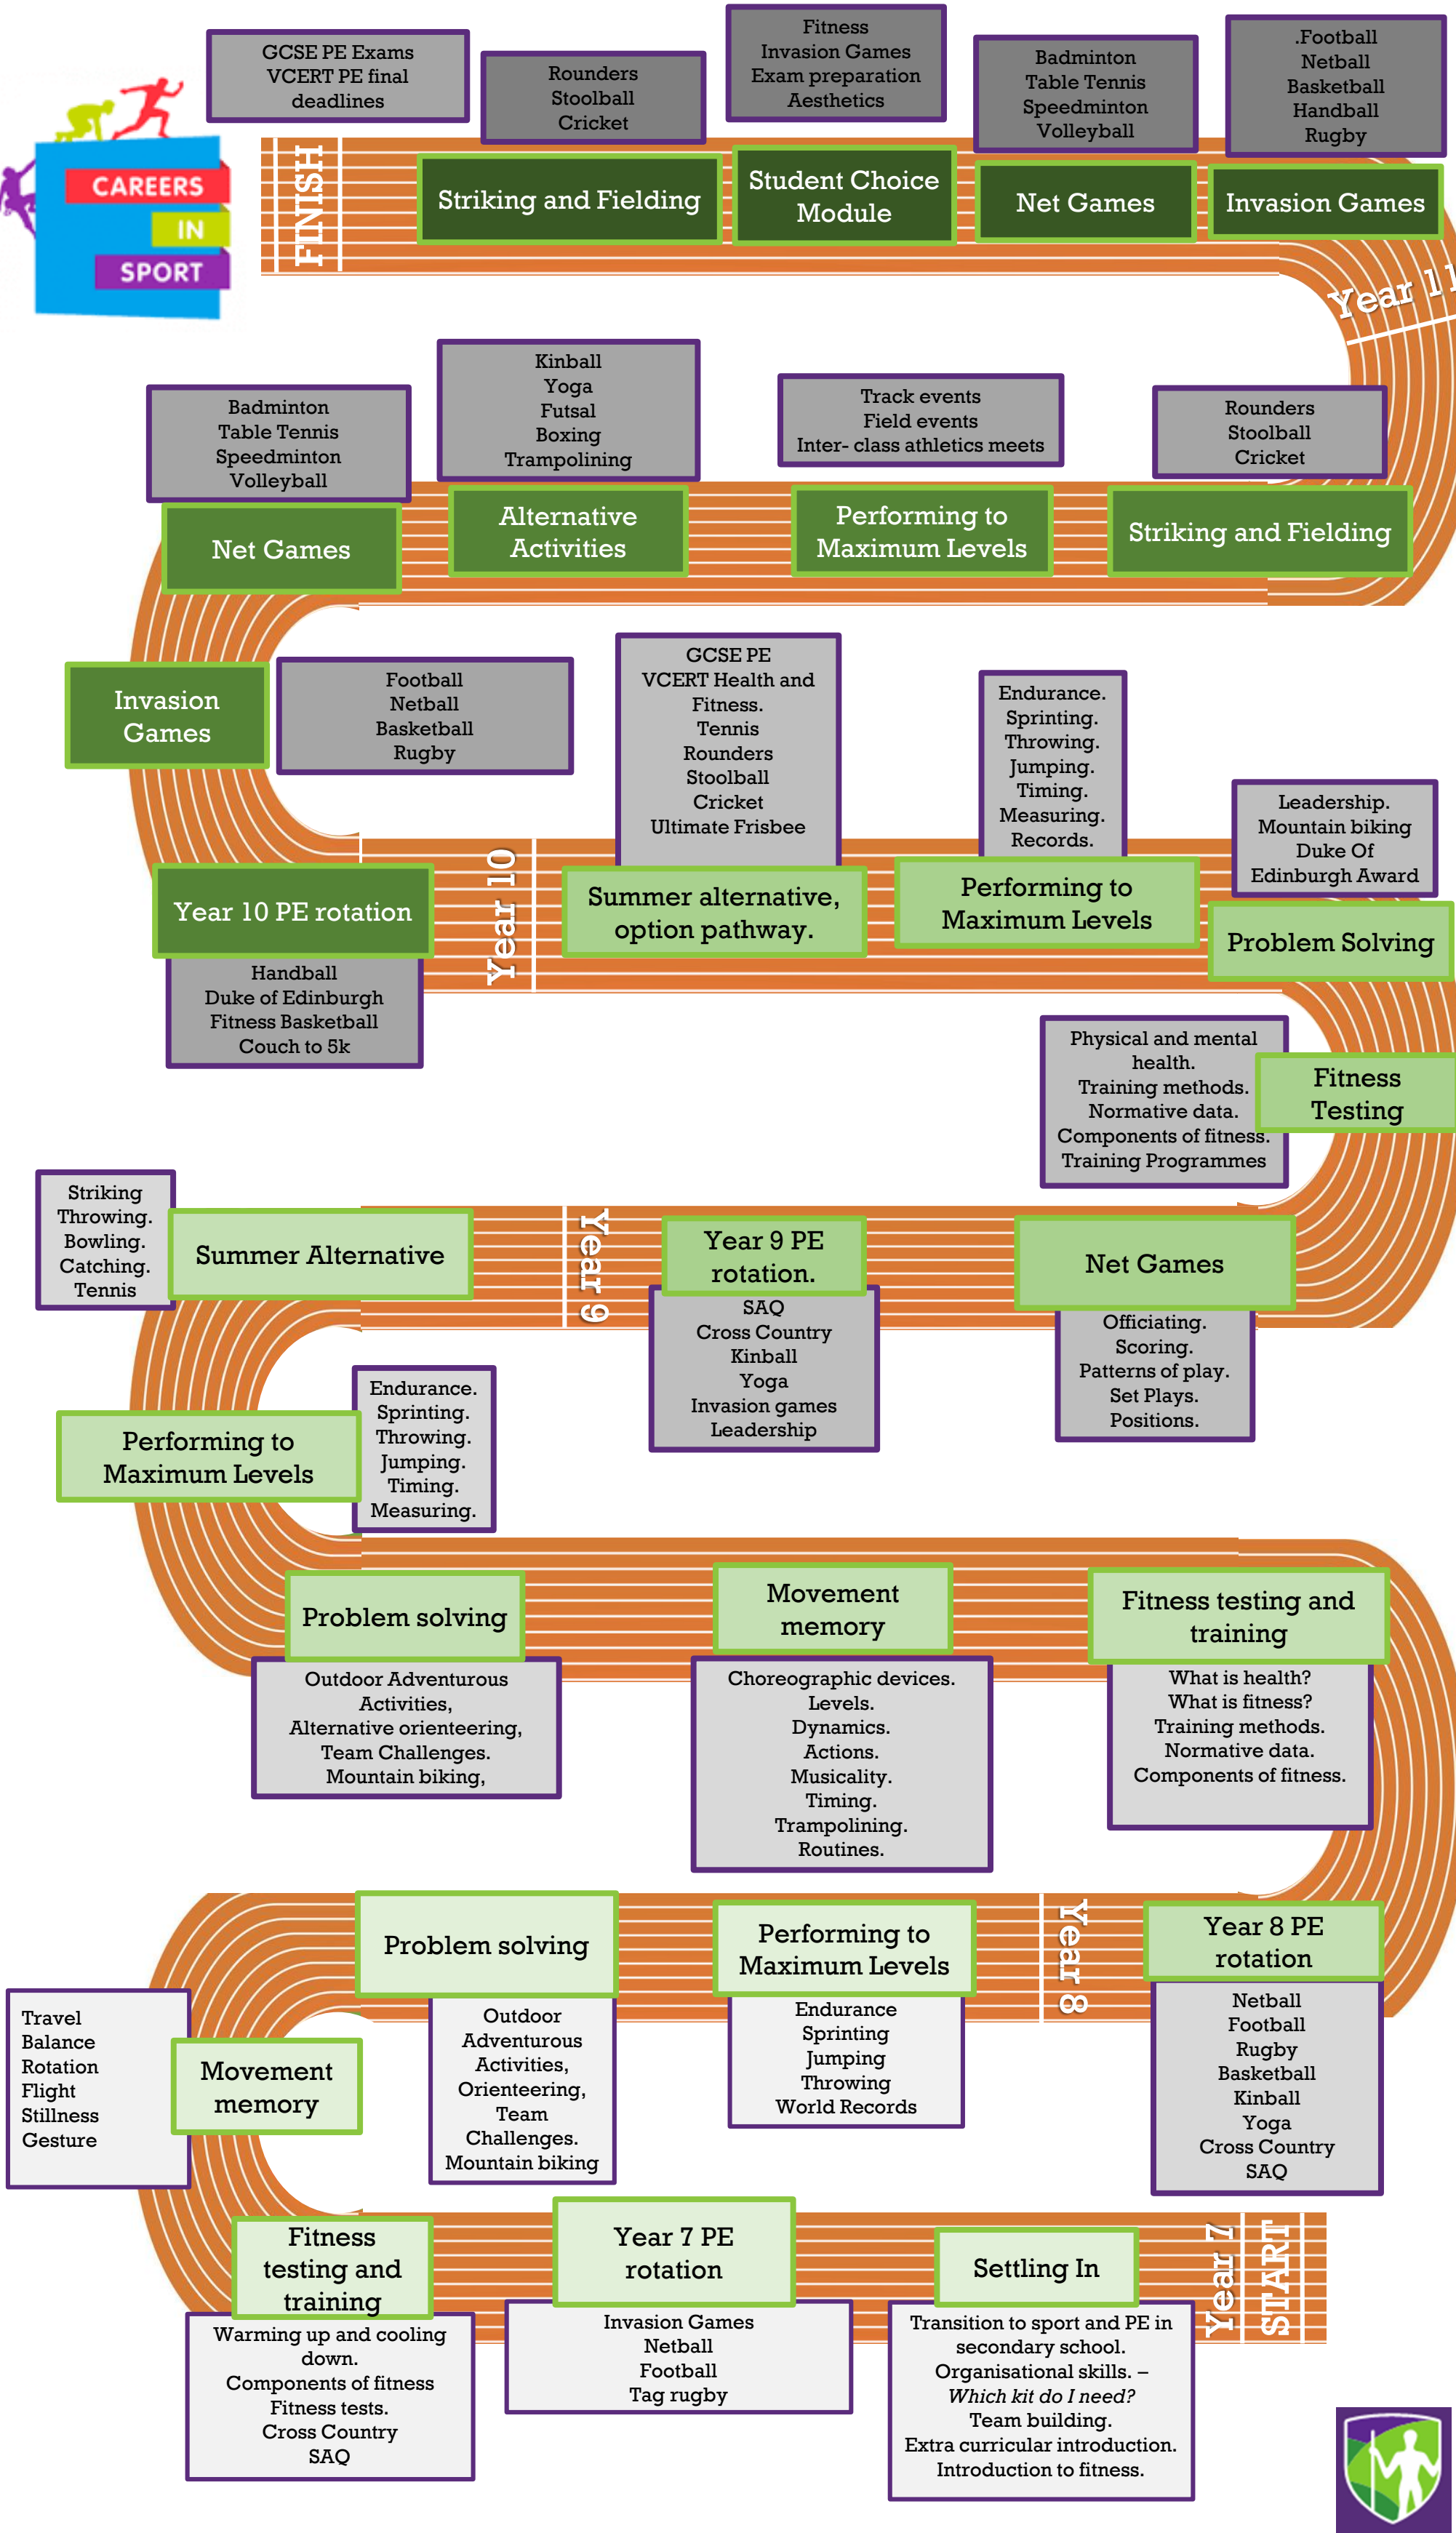 GCSE PE Exams
VCERT PE final
deadlines
Rounders
Stoolball
Cricket
Fitness
Invasion Games
Exam preparation
Aesthetics
Badminton
Table Tennis
Speedminton
Volleyball
.Football
Netball
Basketball
Handball
Rugby
CAREERS
IN
SPORT
FINISH
Striking and Fielding
Student Choice
Module
Net Games
Invasion Games
Year 11
Badminton
Table Tennis
Speedminton
Volleyball
Kinball
Yoga
Futsal
Boxing
Trampolining
Track events
Field events
Inter- class athletics meets
Rounders
Stoolball
Cricket
Net Games
Alternative
Activities
Performing to
Maximum Levels
Striking and Fielding
Invasion
Games
Football
Netball
Basketball
Rugby
GCSE PE
VCERT Health and
Fitness.
Tennis
Rounders
Stoolball
Cricket
Ultimate Frisbee
Endurance.
Sprinting.
Throwing.
Jumping.
Timing.
Measuring.
Records.
Leadership.
Mountain biking
Duke Of
Edinburgh Award
Year 10 PE rotation
Year 10
Summer alternative,
option pathway.
Performing to
Maximum Levels
Problem Solving
Handball
Duke of Edinburgh
Fitness Basketball
Couch to 5k
Physical and mental
health.
Training methods.
Normative data.
Components of fitness.
Training Programmes
Fitness
Testing
Striking
Throwing.
Bowling.
Catching.
Tennis
Summer Alternative
Year 9
Year 9 PE
rotation.
Net Games
SAQ
Cross Country
Kinball
Yoga
Invasion games
Leadership
Officiating.
Scoring.
Patterns of play.
Set Plays.
Positions.
Performing to
Maximum Levels
Endurance.
Sprinting.
Throwing.
Jumping.
Timing.
Measuring.
Problem solving
Movement
memory
Fitness testing and
training
Outdoor Adventurous
Activities,
Alternative orienteering,
Team Challenges.
Mountain biking,
Choreographic devices.
Levels.
Dynamics.
Actions.
Musicality.
Timing.
Trampolining.
Routines.
What is health?
What is fitness?
Training methods.
Normative data.
Components of fitness.
Problem solving
Performing to
Maximum Levels
Year 8
Year 8 PE
rotation
Travel
Balance
Rotation
Flight
Stillness
Gesture
Movement
memory
Outdoor
Adventurous
Activities,
Orienteering,
Team
Challenges.
Mountain biking
Endurance
Sprinting
Jumping
Throwing
World Records
Netball
Football
Rugby
Basketball
Kinball
Yoga
Cross Country
SAQ
Fitness
testing and
training
Year 7 PE
rotation
Settling In
Year 7
START
Warming up and cooling
down.
Components of fitness
Fitness tests.
Cross Country
SAQ
Invasion Games
Netball
Football
Tag rugby
Transition to sport and PE in
secondary school.
Organisational skills. –
Which kit do I need?
Team building.
Extra curricular introduction.
Introduction to fitness.